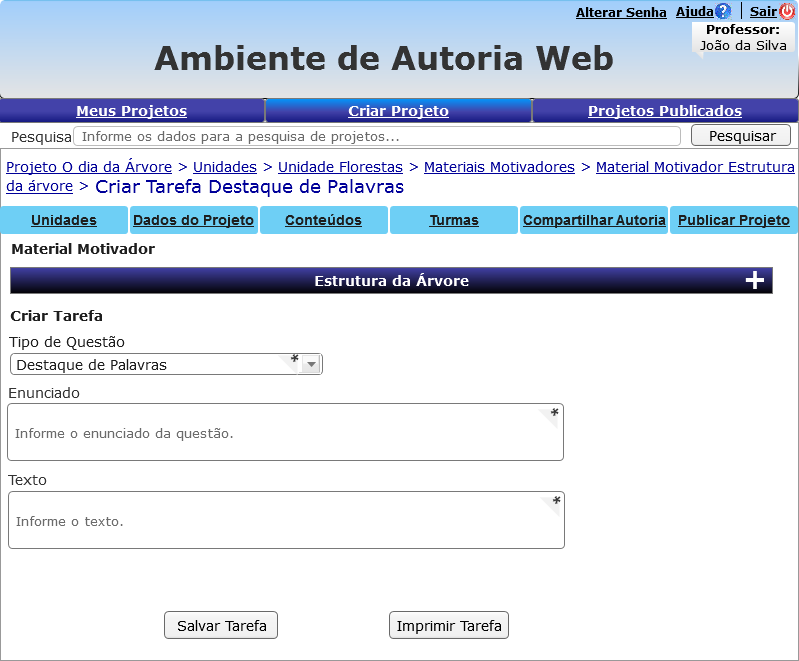 Alterar Senha Ajuda ? Sair
Professor:
João da Silva
Ambiente de Autoria Web
Meus Projetos Criar Projeto Projetos Publicados
Pesquisa Informe os dados para a pesquisa de projetos... Pesquisar
Projeto O dia da Árvore > Unidades > Unidade Florestas > Materiais Motivadores > Material Motivador Estrutura
da árvore > Criar Tarefa Destaque de Palavras
Unidades Dados do Projeto Conteúdos Turmas Compartilhar Autoria Publicar Projeto
Material Motivador
Estrutura da Árvore +
Criar Tarefa
Tipo de Questão
Destaque de Palavras *
Enunciado
*
Informe o enunciado da questão.
Texto
*
Informe o texto.
Salvar Tarefa Imprimir Tarefa